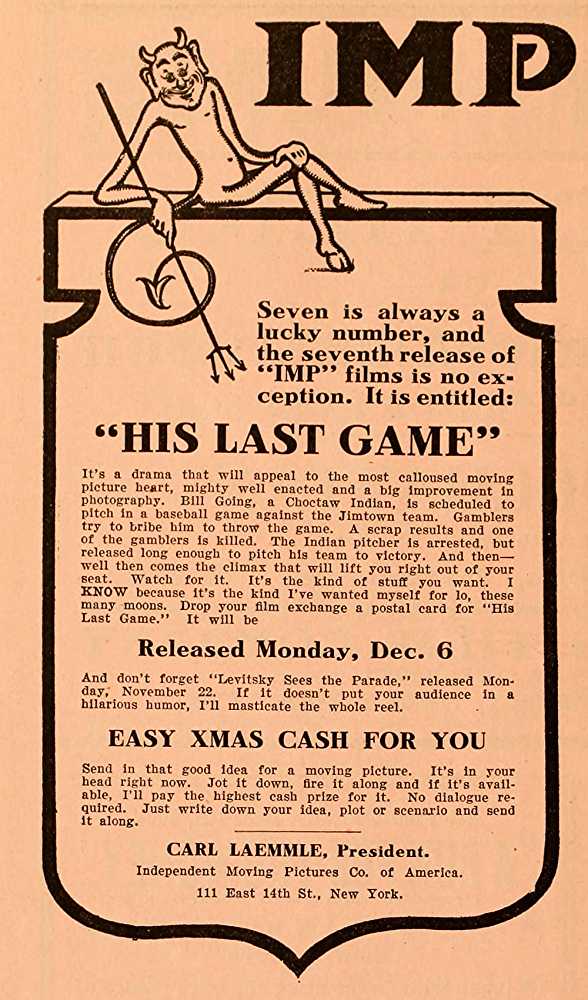 IMP
Seven is always a
lucky number, and
the seventh release of
"IMP" films is no ex-
ception. It is entitled:
"HIS LAST GAME"
It's a drama that will appeal to the most calloused moving
picture heart, mighty well enacted and a big improvement in
photography. Bill Going, a Choctaw Indian, is scheduled to
pitch in a baseball game against the Jimtown team. Gamblers
try to bribe him to throw the game. A scrap results and one
of the gamblers is killed. The Indian pitcher is arrested, but
released long enough to pitch his team to victory. And then—
well then comes the climax that will lift you right out of your
seat. Watch for it. It's the kind of stuff you want. I
KNOW because it's the kind I've wanted myself for lo, these
many moons. Drop your film exchange a postal card for "His
Last Game." It will be
Released Monday, Dec. 6
And don't forget "Levitsky Sees the Parade," released Mon-
day, November 22. If it doesn't put your audience in a
hilarious humor, I'll masticate the whole reel.
EASY XMAS CASH FOR YOU
Send in that good idea for a moving picture. It's in your
head right now. Jot it down, fire it along and if it's avail-
able, I'll pay the highest cash prize for it. No dialogue re-
quired. Just write down your idea, plot or scenario and send
it along.
CARL LAEMMLE, President.
Independent Moving Pictures Co. of America.
111 East 14th St., New York.